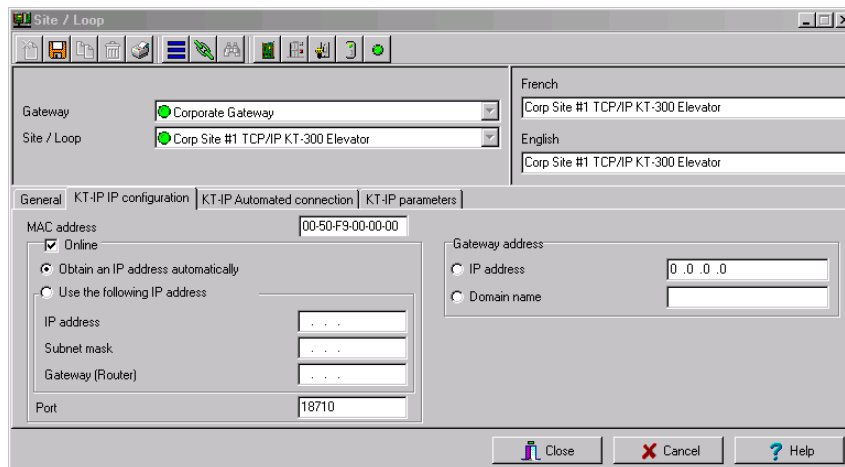 Site / Loop
French
Gateway Corporate Gateway Corp Site #1 TCP/IP KT-300 Elevator
Site / Loop Corp Site #1 TCP/IP KT-300 Elevator English
Corp Site #1 TCP/IP KT-300 Elevator
General KT-IP IP configuration KT-IP Automated connection KT-IP parameters
MAC address 00-50-F9-00-00-00
Online Gateway address
Obtain an IP address automatically IP address 0 .0 .0 .0
Use the following IP address Domain name
IP address . . .
Subnet mask . . .
Gateway (Router) . . .
Port 18710
Close Cancel Help